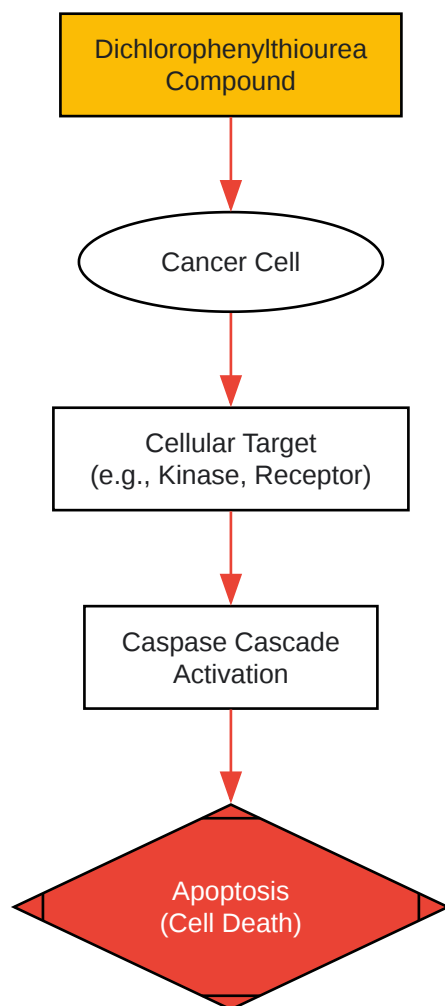 Dichlorophenylthiourea
Compound
Cancer Cell
Cellular Target
(e.g., Kinase, Receptor)
Caspase Cascade
Activation
Apoptosis
(Cell Death)